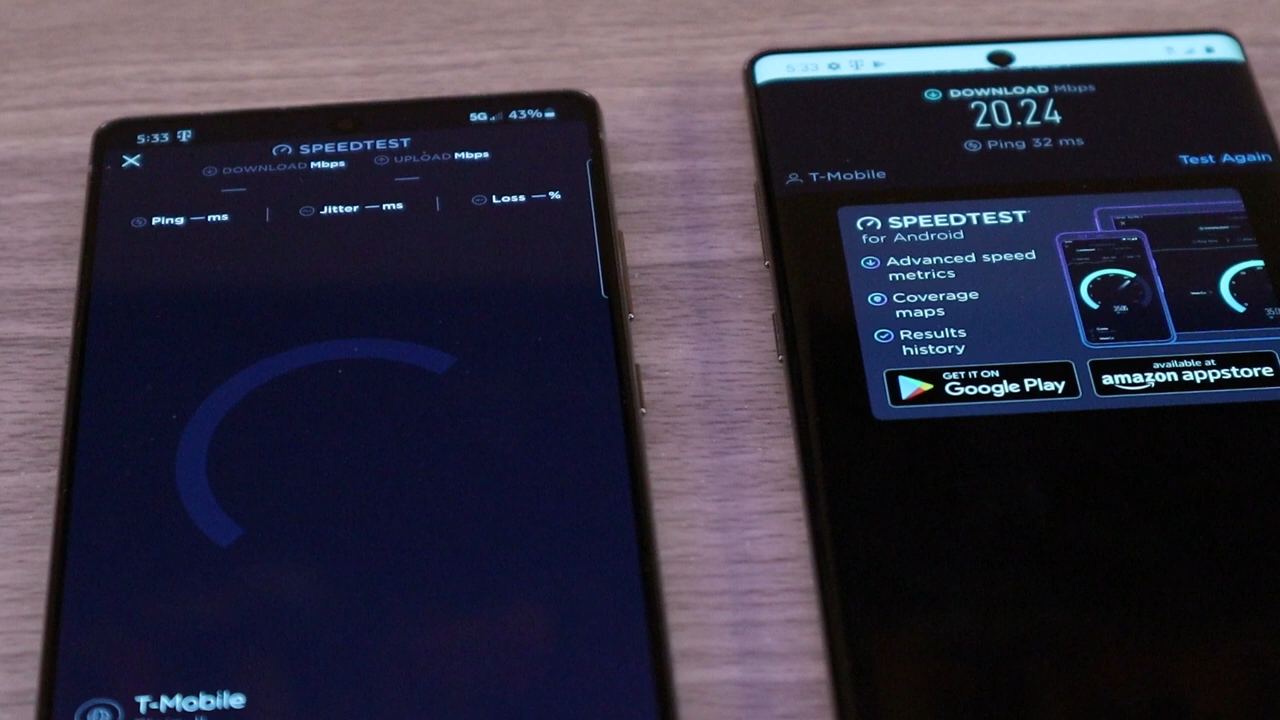 5:33
5G 43%
SPEEDTEST
DOWNLOAD Mbps
UPLOAD Mbps
Ping — ms
Jitter — ms
Loss — %
T-Mobile
5:33
DOWNLOAD Mbps
20.24
Ping 32 ms
T-Mobile
Test Again
SPEEDTEST
for Android
Advanced speed
metrics
Coverage
maps
Results
history
GET IT ON
Google Play
available at
amazon appstore